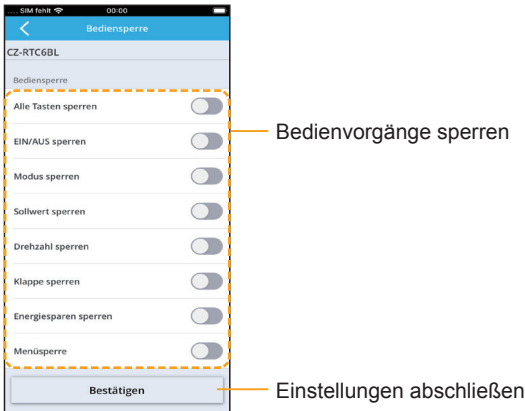 .... SIM fehlt 00:00
Bediensperre
CZ-RTC6BL
Bediensperre
Alle Tasten sperren
EIN/AUS sperren
Bedienvorgänge sperren
Modus sperren
Sollwert sperren
Drehzahl sperren
Klappe sperren
Energiesparen sperren
Menüsperre
Bestätigen
Einstellungen abschließen